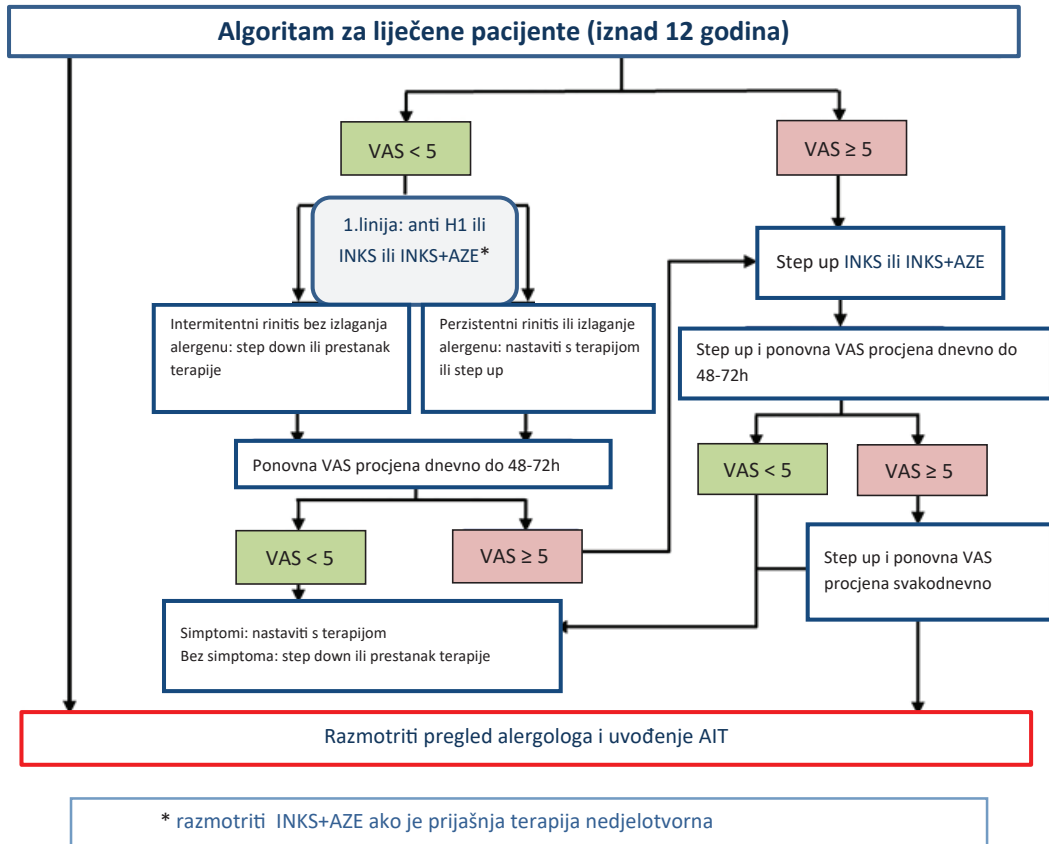 Algoritam za liječene pacijente (iznad 12 godina)
VAS < 5
VAS ≥ 5
1.linija: anti H1 ili
INKS ili INKS+AZE*
Step up INKS ili INKS+AZE
Intermitentni rinitis bez izlaganja
alergenu: step down ili prestanak
terapije
Perzistentni rinitis ili izlaganje
alergenu: nastaviti s terapijom
ili step up
Step up i ponovna VAS procjena dnevno do
48-72h
Ponovna VAS procjena dnevno do 48-72h
VAS < 5
VAS ≥ 5
VAS < 5
VAS ≥ 5
Step up i ponovna VAS
procjena svakodnevno
Simptomi: nastaviti s terapijom
Bez simptoma: step down ili prestanak terapije
Razmotriti pregled alergologa i uvođenje AIT
* razmotriti INKS+AZE ako je prijašnja terapija nedjelotvorna